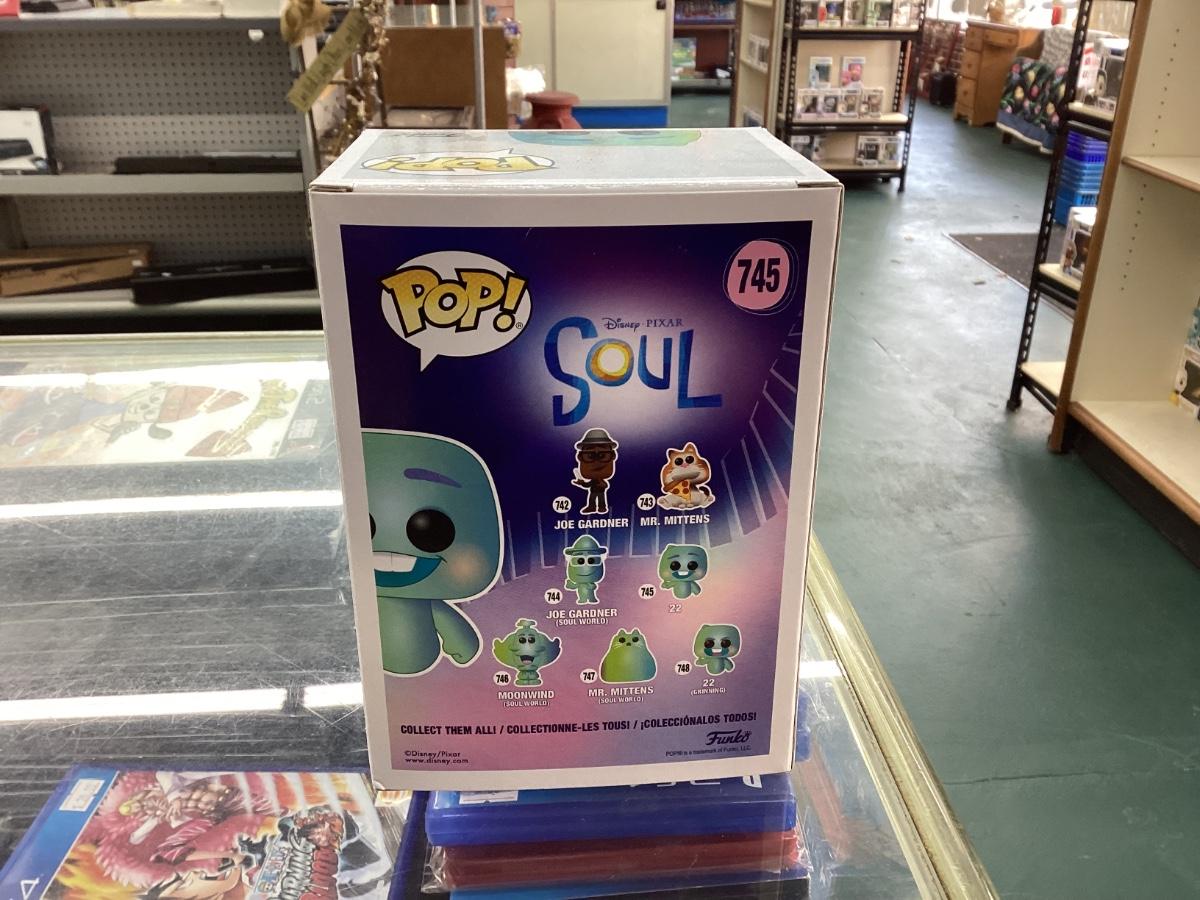 POP!
POP!
745
Disney · PIXAR
SOUL
742
JOE GARDNER
743
MR. MITTENS
744
JOE GARDNER
(SOUL WORLD)
745
22
746
MOONWIND
(SOUL WORLD)
747
MR. MITTENS
(SOUL WORLD)
748
22
(GRINNING)
COLLECT THEM ALL! / COLLECTIONNE-LES TOUS! / ¡COLECCIÓNALOS TODOS!
©Disney/Pixar
www.disney.com
Funko
POP!® is a trademark of Funko, LLC.